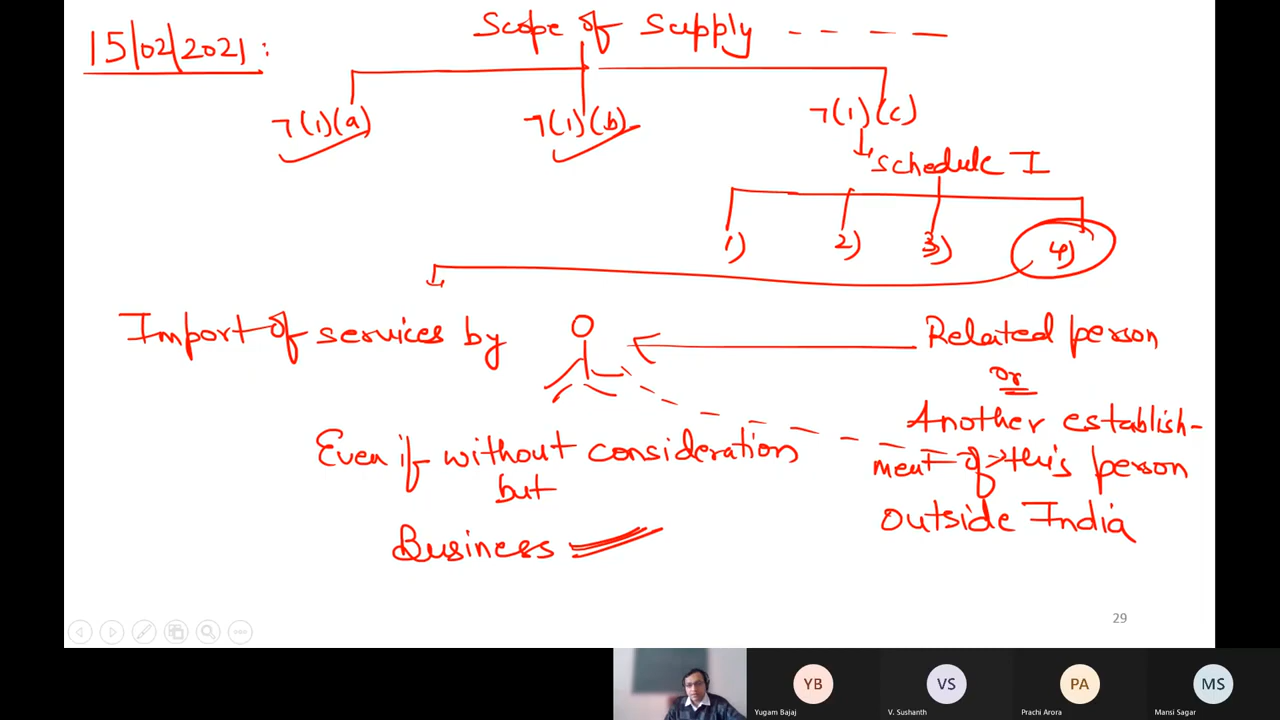 15/02/2021:
Scope of Supply - - - -
7(1)(a) 7(1)(b) 7(1)(c)
Schedule I
1) 2) 3) 4)
Import of services by
Related person
or
Another establish-
ment of this person
outside India
Even if without consideration
but
Business
29
YB VS PA MS
Yugam Bajaj V. Sushanth Prachi Arora Mansi Sagar